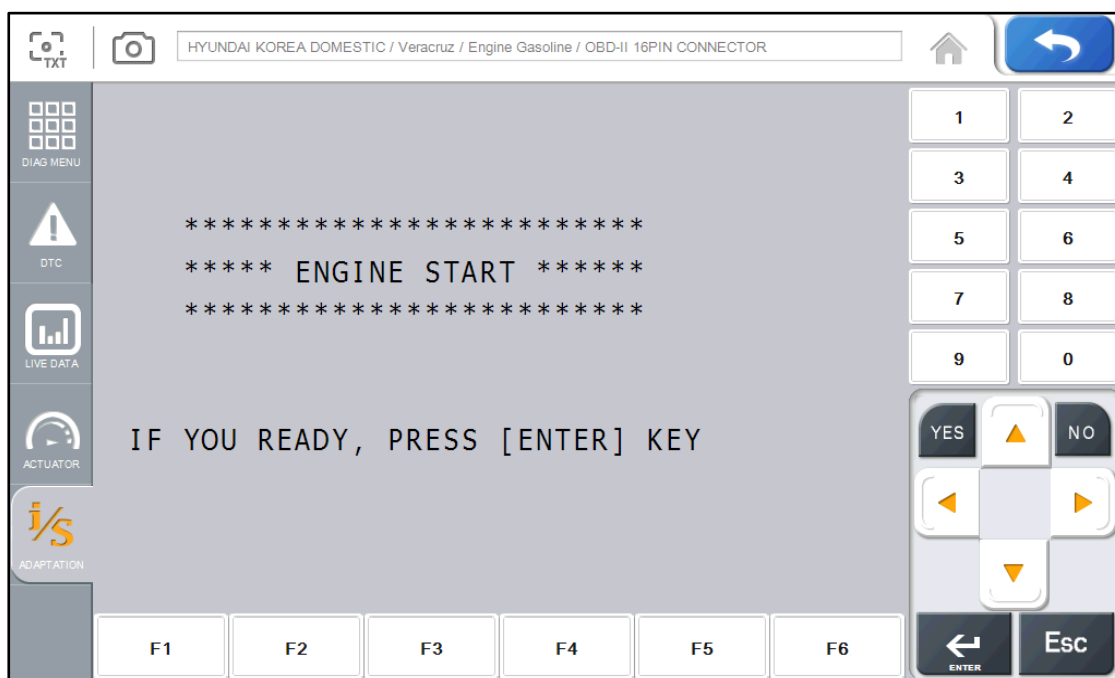 TXT
HYUNDAI KOREA DOMESTIC / Veracruz / Engine Gasoline / OBD-II 16PIN CONNECTOR
DIAG MENU
DTC
LIVE DATA
ACTUATOR
i/s
ADAPTATION
*************************
***** ENGINE START ******
*************************
IF YOU READY, PRESS [ENTER] KEY
F1 F2 F3 F4 F5 F6
1 2
3 4
5 6
7 8
9 0
YES NO
ENTER Esc